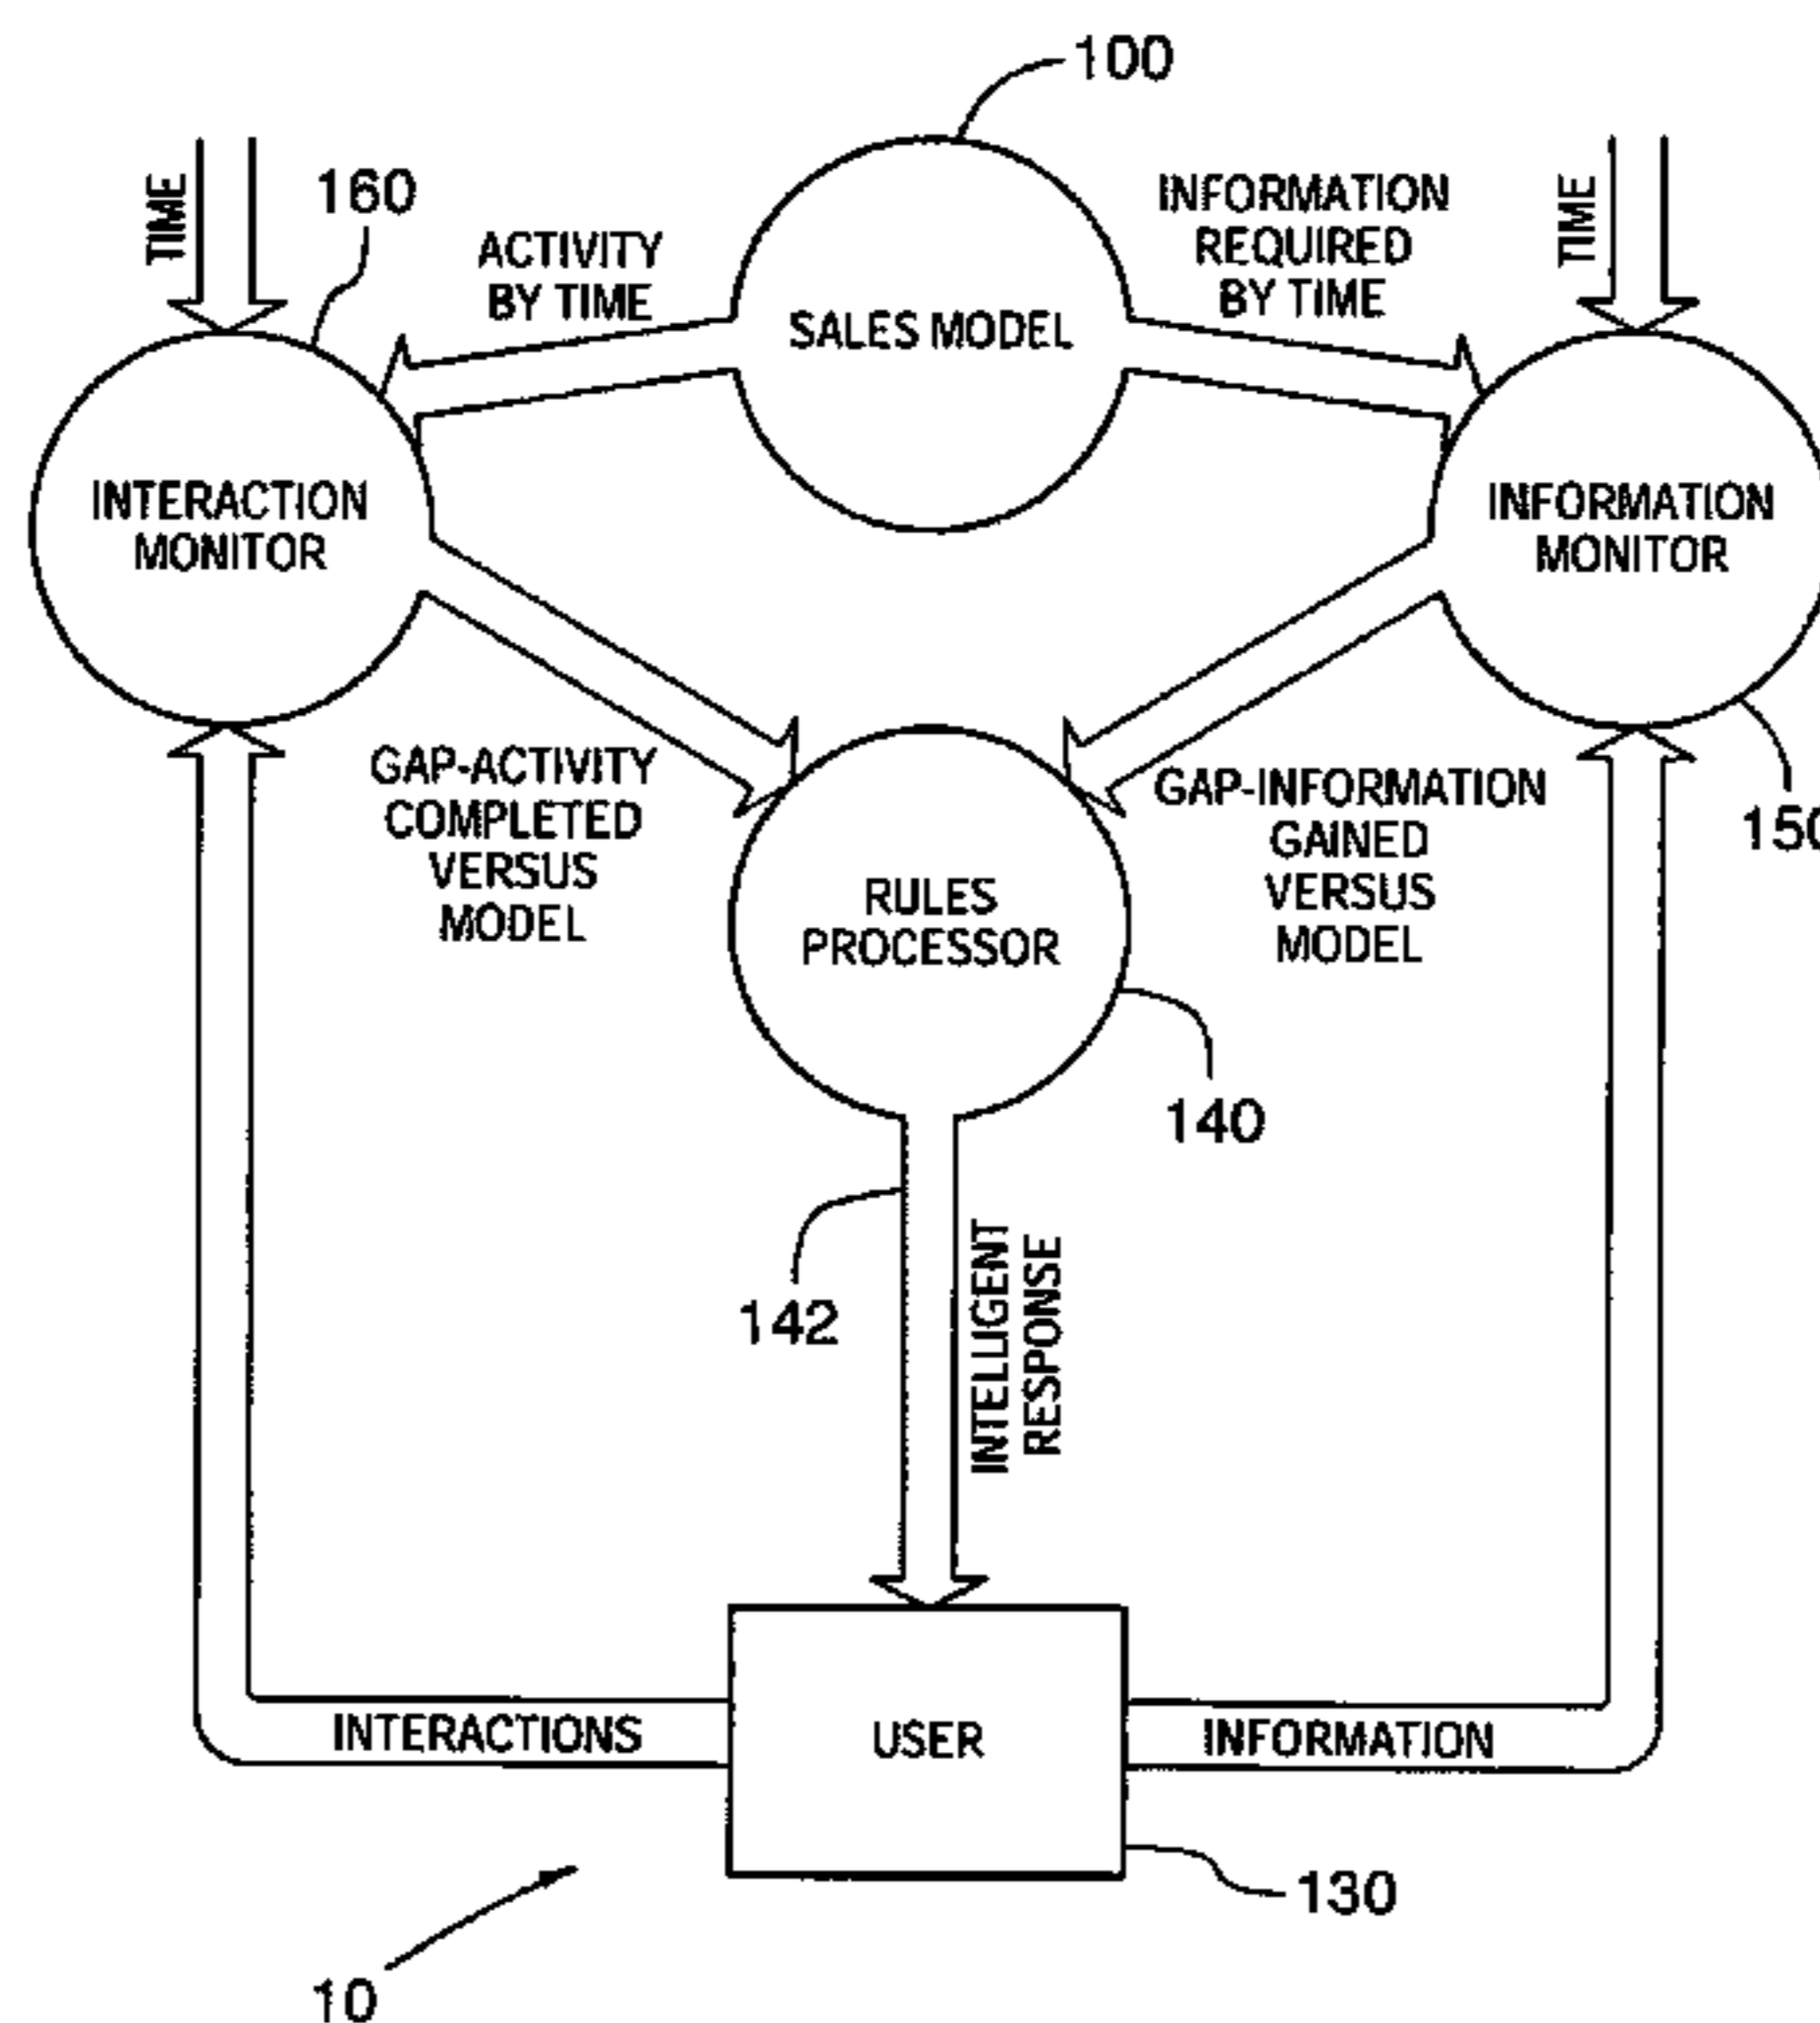 100
TIME
160
ACTIVITY
BY TIME
INFORMATION
REQUIRED
BY TIME
TIME
SALES MODEL
INTERACTION
MONITOR
INFORMATION
MONITOR
GAP-ACTIVITY
COMPLETED
VERSUS
MODEL
GAP-INFORMATION
GAINED
VERSUS
MODEL
150
RULES
PROCESSOR
140
142
INTELLIGENT
RESPONSE
INTERACTIONS
USER
INFORMATION
130
10